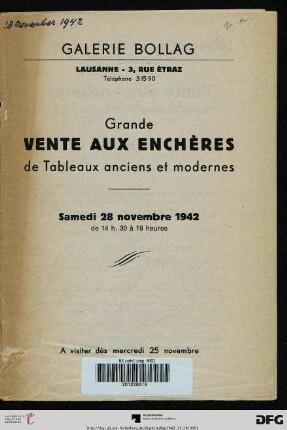 28 November 1942
GALERIE BOLLAG
LAUSANNE - 3, RUE ÉTRAZ
Téléphone 31590
Grande
VENTE AUX ENCHÈRES
de Tableaux anciens et modernes
Samedi 28 novembre 1942
de 14 h. 30 à 19 heures
A visiter dès mercredi 25 novembre
DFG